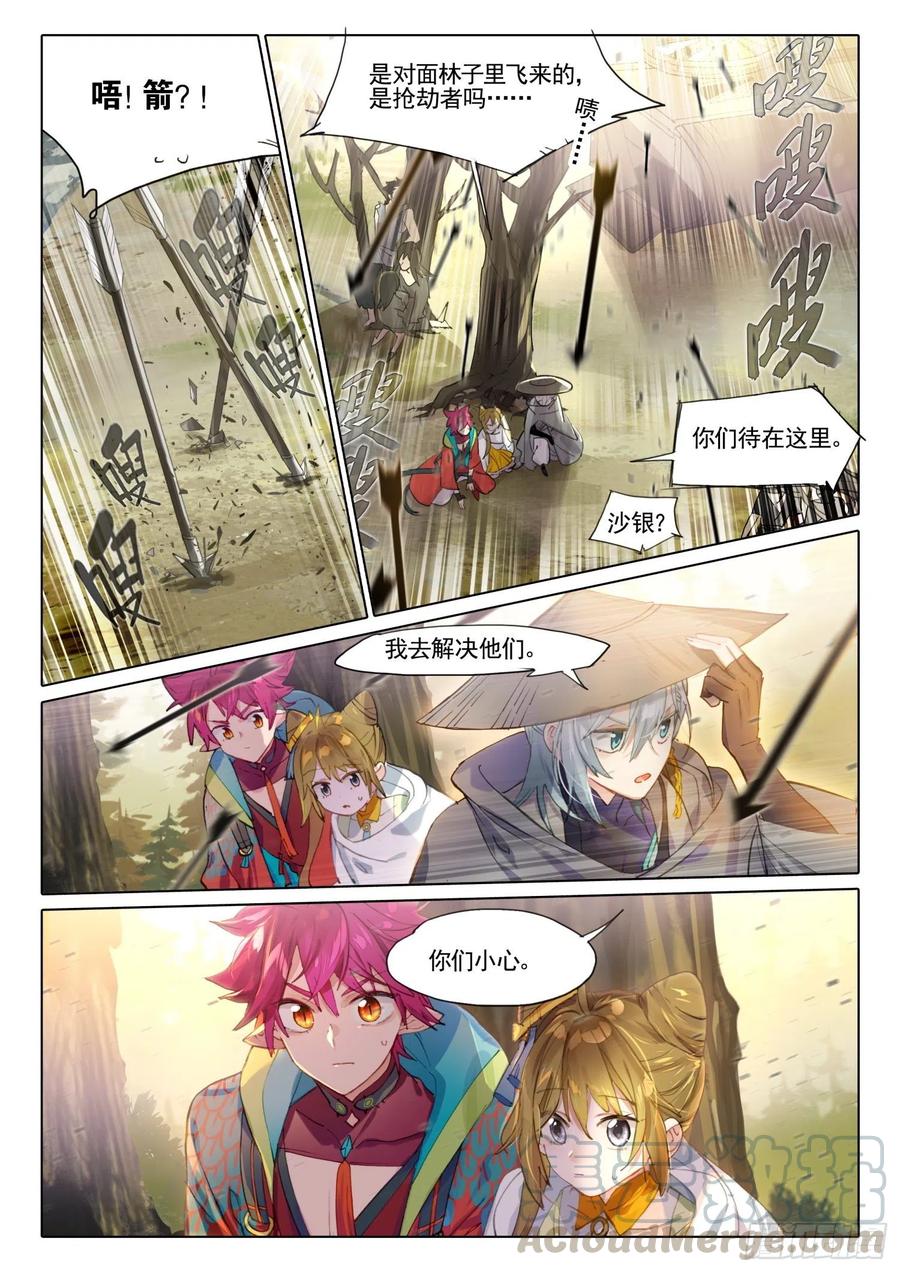 唔！箭？！
嗖
嗖
嗖
嗖
是对面林子里飞来的，
是抢劫者吗……
啧……
嗖
嗖
嗖
嗖
你们待在这里。
沙银？
我去解决他们。
你们小心。
AcloudMerge.com